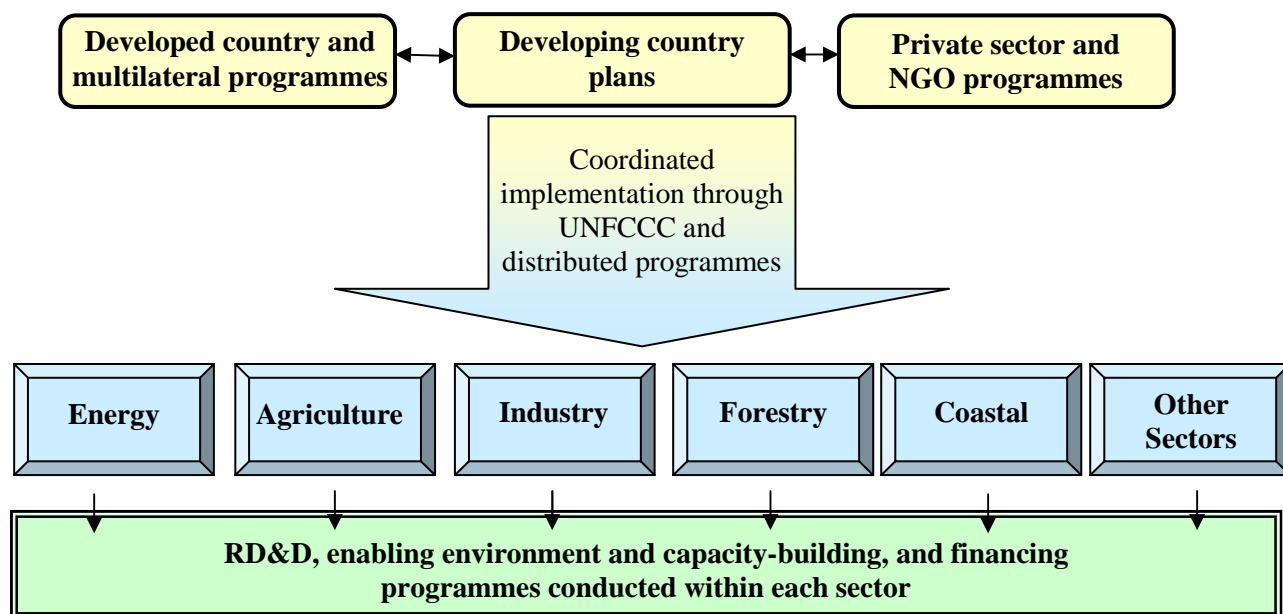 Developed country and
multilateral programmes
Developing country
plans
Private sector and
NGO programmes
Coordinated
implementation through
UNFCCC and
distributed programmes
Energy
Agriculture
Industry
Forestry
Coastal
Other
Sectors
RD&D, enabling environment and capacity-building, and financing
programmes conducted within each sector